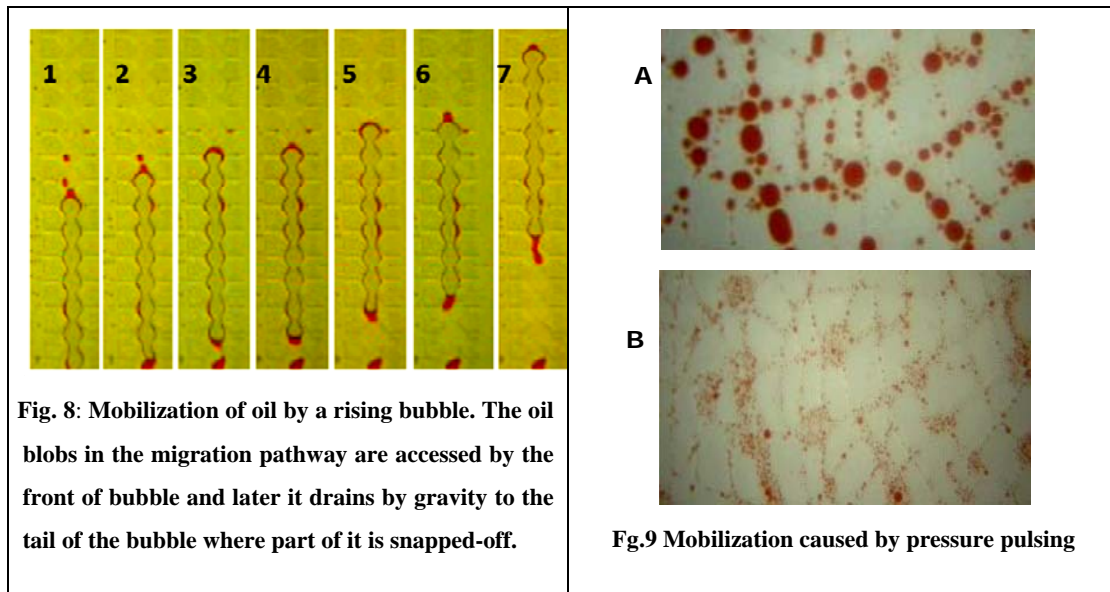 1 2 3 4 5 6 7
Fig. 8: Mobilization of oil by a rising bubble. The oil
blobs in the migration pathway are accessed by the
front of bubble and later it drains by gravity to the
tail of the bubble where part of it is snapped-off.
A
B
Fg.9 Mobilization caused by pressure pulsing